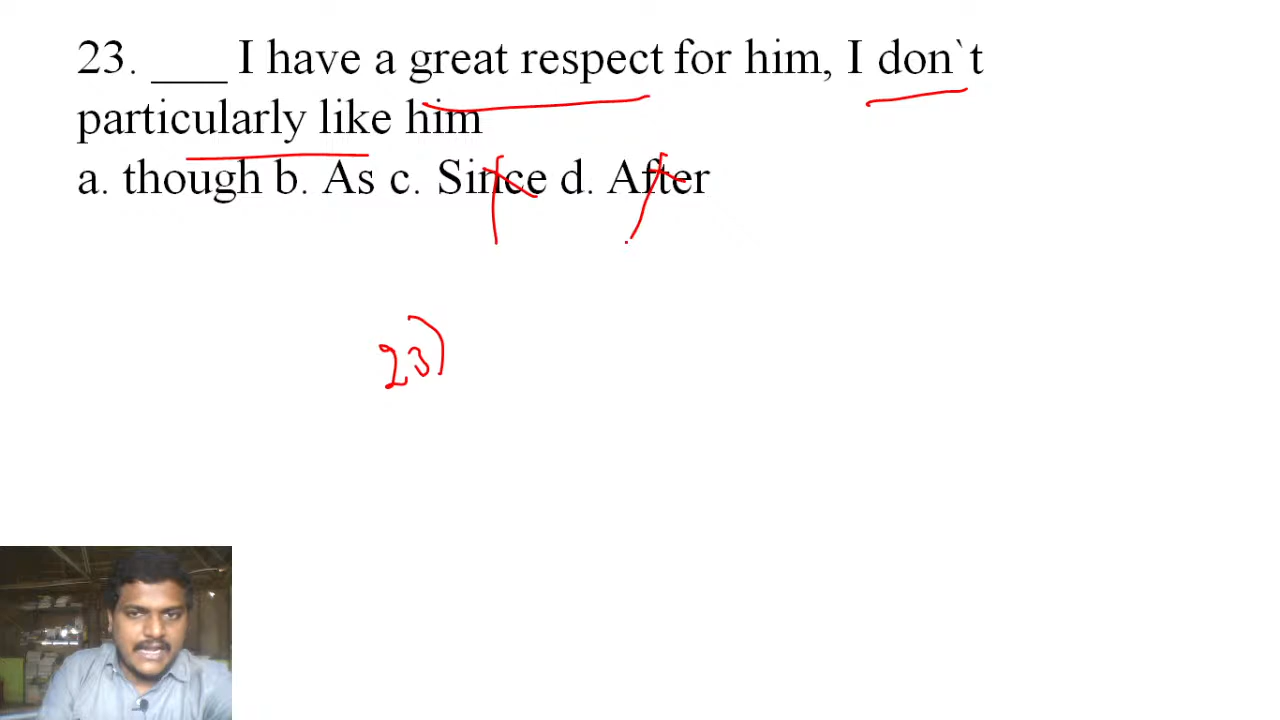 23. ___ I have a great respect for him, I don`t
particularly like him
a. though b. As c. Since d. After
23)